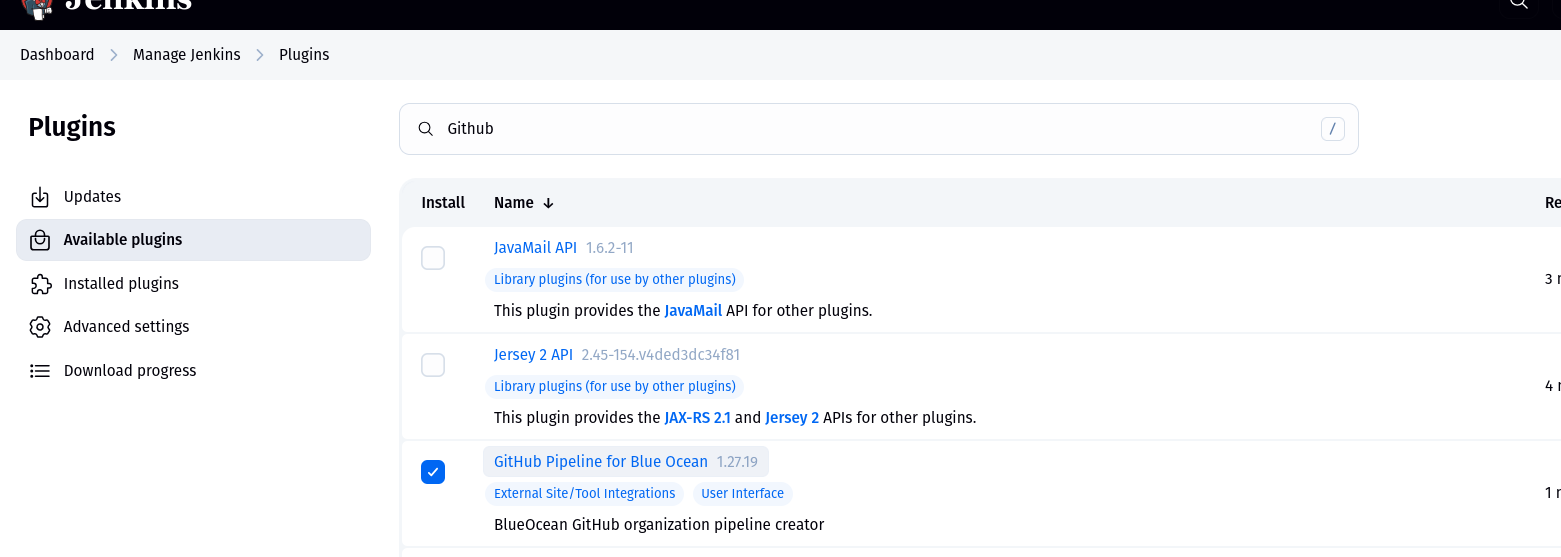 Jenkins
Dashboard > Manage Jenkins > Plugins
Plugins
Github /
Updates
Available plugins
Installed plugins
Advanced settings
Download progress
Install Name ↓ Re
JavaMail API 1.6.2-11
Library plugins (for use by other plugins)
3
This plugin provides the JavaMail API for other plugins.
Jersey 2 API 2.45-154.v4ded3dc34f81
Library plugins (for use by other plugins)
4
This plugin provides the JAX-RS 2.1 and Jersey 2 APIs for other plugins.
GitHub Pipeline for Blue Ocean 1.27.19
External Site/Tool Integrations User Interface
1
BlueOcean GitHub organization pipeline creator